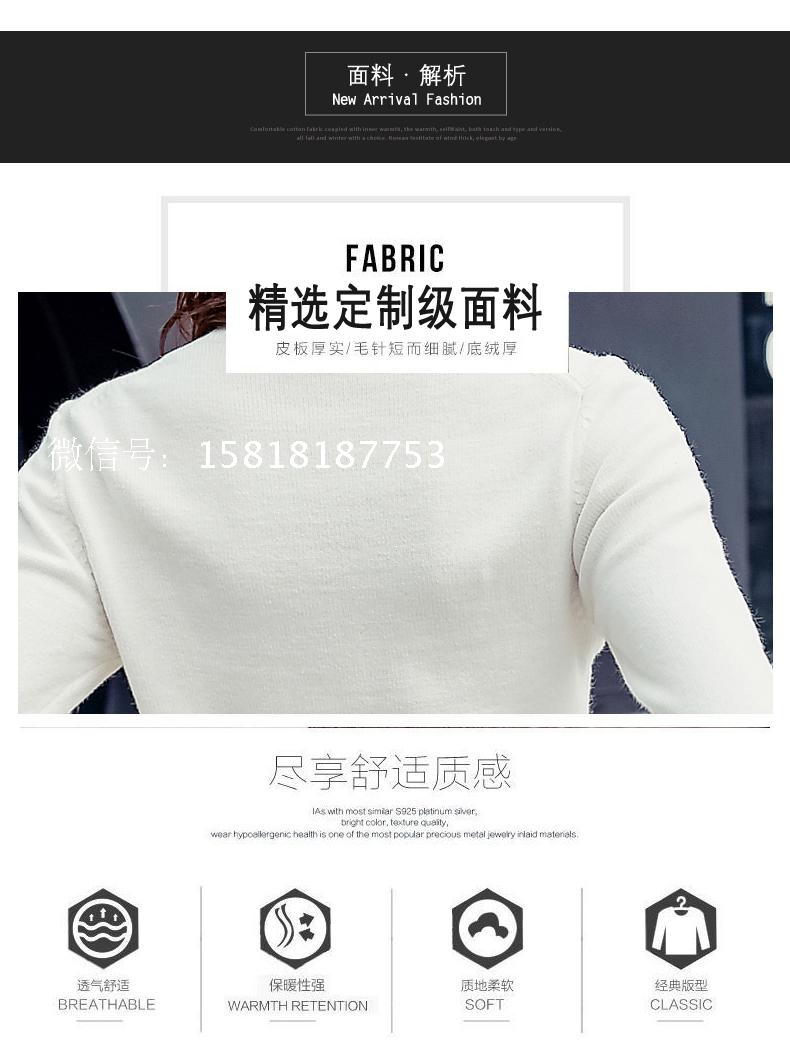 面料 · 解析
New Arrival Fashion
Comfortable cotton fabric coupled with inner warmth, the warmth, selfWaist, both touch and type and version,
all fall and winter with a choice. Korean Institute of wind thick, elegant by age
FABRIC
精选定制级面料
皮板厚实/毛针短而细腻/底绒厚
微信号: 15818187753
尽享舒适质感
IAs with most similar S925 platinum silver,
bright color, texture quality,
wear hypoallergenic health is one of the most popular precious metal jewelry inlaid materials.
透气舒适
BREATHABLE
保暖性强
WARMTH RETENTION
质地柔软
SOFT
经典版型
CLASSIC